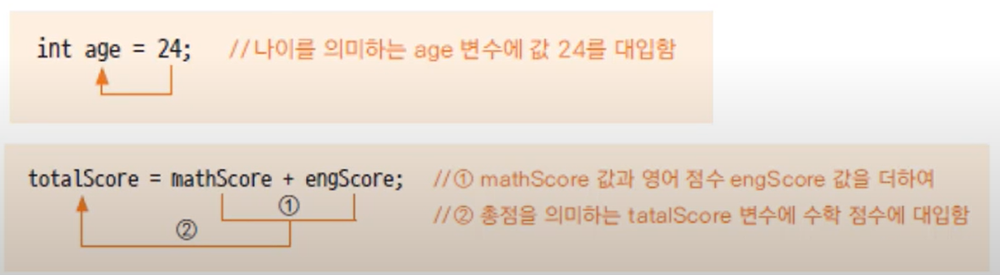 int age = 24; //나이를 의미하는 age 변수에 값 24를 대입함
totalScore = mathScore + engScore; //① mathScore 값과 영어 점수 engScore 값을 더하여
①
② //② 총점을 의미하는 tatalScore 변수에 수학 점수에 대입함